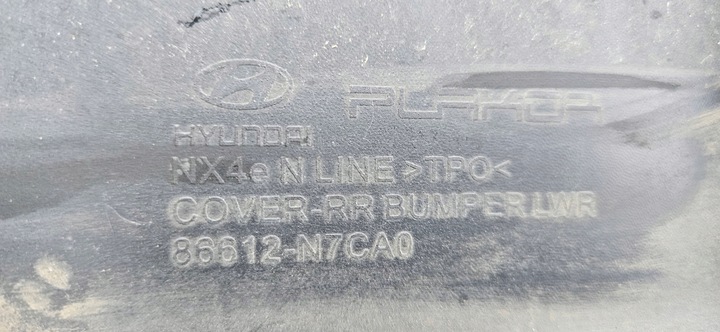 PLAKOR
HYUNDAI
NX4e N LINE >TPO<
COVER-RR BUMPER LWR
86612-N7CA0